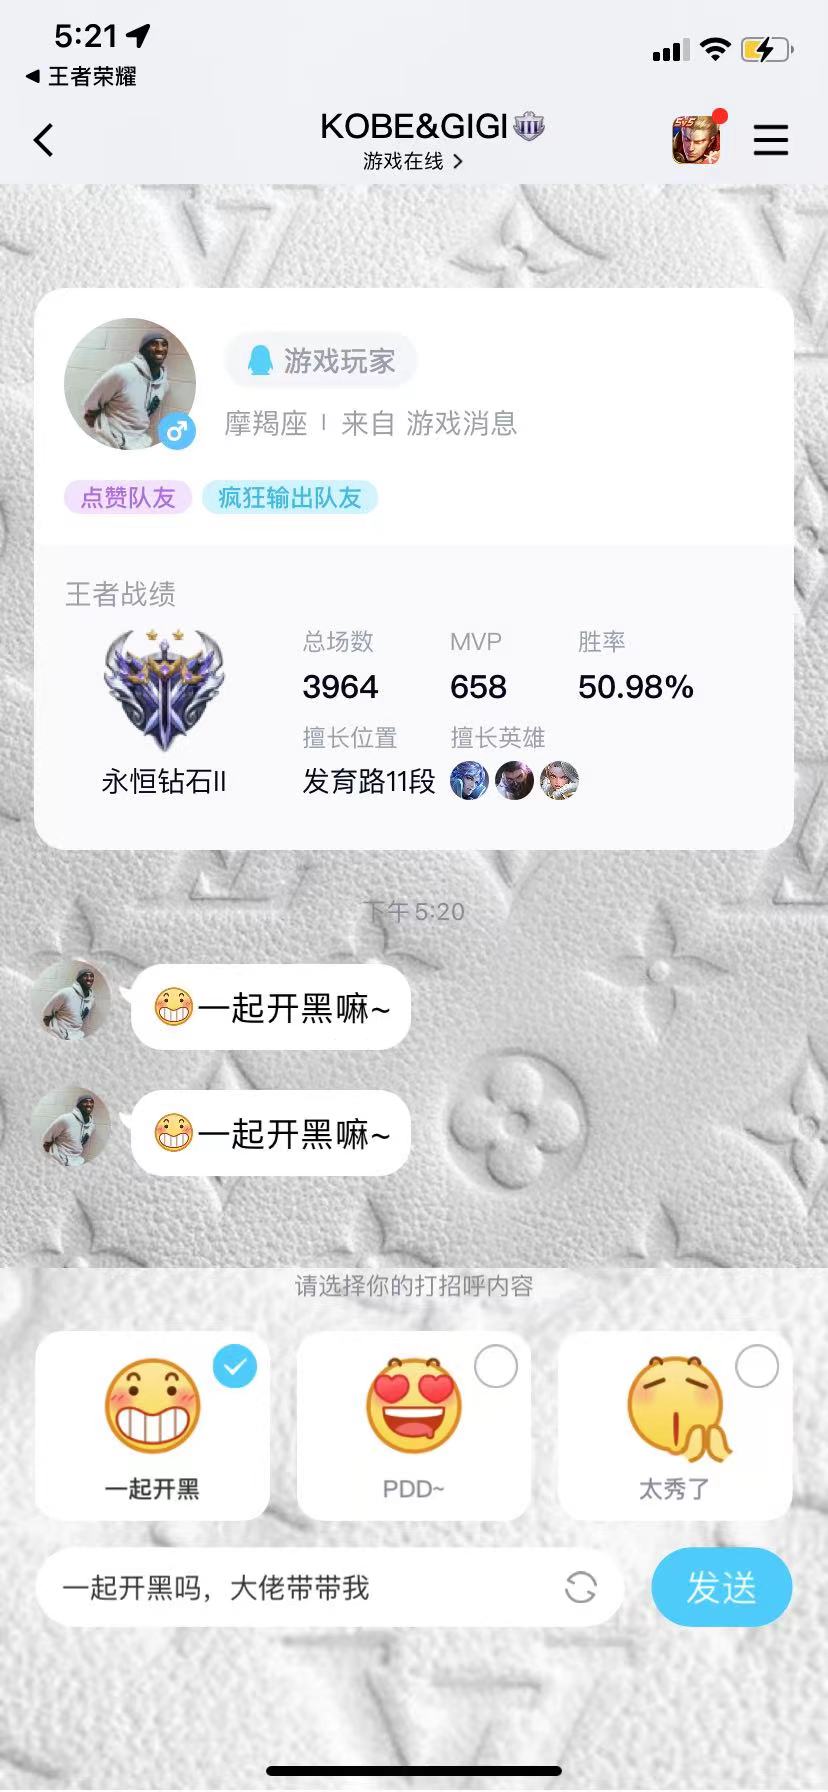 5:21
王者荣耀
KOBE&GIGI
III
游戏在线
5V5
游戏玩家
摩羯座 | 来自 游戏消息
点赞队友 疯狂输出队友
王者战绩
总场数 MVP 胜率
3964 658 50.98%
擅长位置 擅长英雄
永恒钻石II 发育路11段
下午 5:20
一起开黑嘛~
一起开黑嘛~
请选择你的打招呼内容
一起开黑 PDD~ 太秀了
一起开黑吗，大佬带带我 发送